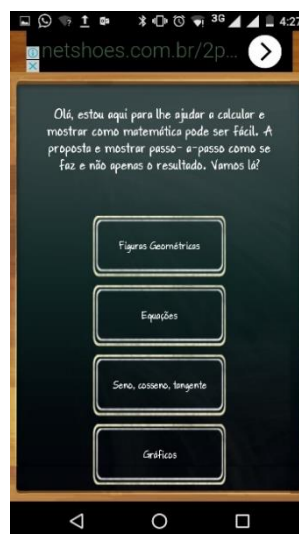 3G 4:27
netshoes.com.br/2p...
Olá, estou aqui para lhe ajudar a calcular e
mostrar como matemática pode ser fácil. A
proposta e mostrar passo- a-passo como se
faz e não apenas o resultado. Vamos lá?
Figuras Geométricas
Equações
Seno, cosseno, tangente
Gráficos